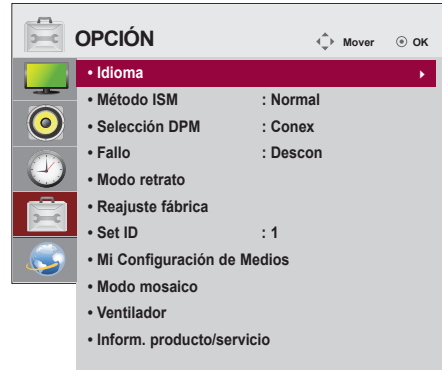 OPCIÓN Mover OK
• Idioma
• Método ISM : Normal
• Selección DPM : Conex
• Fallo : Descon
• Modo retrato
• Reajuste fábrica
• Set ID : 1
• Mi Configuración de Medios
• Modo mosaico
• Ventilador
• Inform. producto/servicio